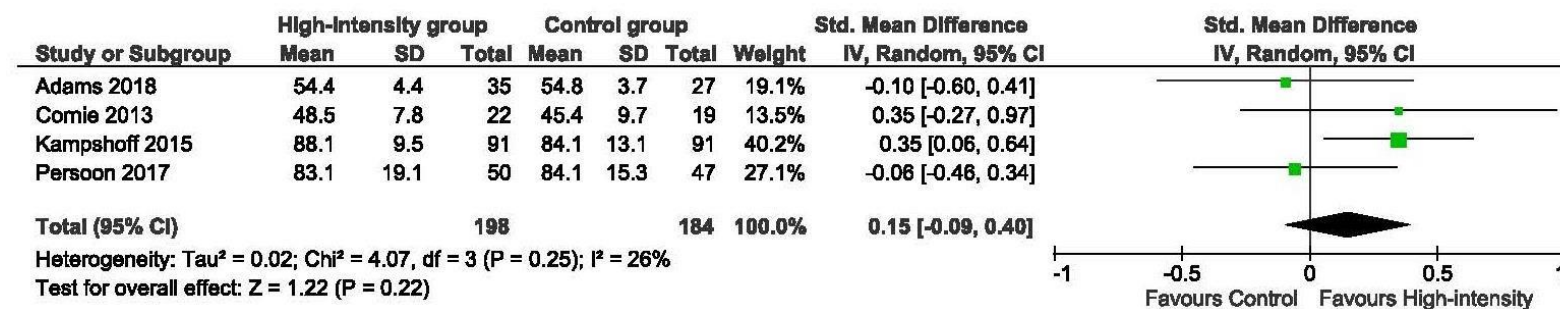 High-intensity group Control group Std. Mean Difference Std. Mean Difference
Study or Subgroup Mean SD Total Mean SD Total Weight IV, Random, 95% CI IV, Random, 95% CI
Adams 2018 54.4 4.4 35 54.8 3.7 27 19.1% -0.10 [-0.60, 0.41]
Comie 2013 48.5 7.8 22 45.4 9.7 19 13.5% 0.35 [-0.27, 0.97]
Kampshoff 2015 88.1 9.5 91 84.1 13.1 91 40.2% 0.35 [0.06, 0.64]
Persoon 2017 83.1 19.1 50 84.1 15.3 47 27.1% -0.06 [-0.46, 0.34]
Total (95% CI) 198 184 100.0% 0.15 [-0.09, 0.40]
Heterogeneity: Tau² = 0.02; Chi² = 4.07, df = 3 (P = 0.25); I² = 26%
Test for overall effect: Z = 1.22 (P = 0.22)
-1 -0.5 0 0.5 1
Favours Control Favours High-intensity